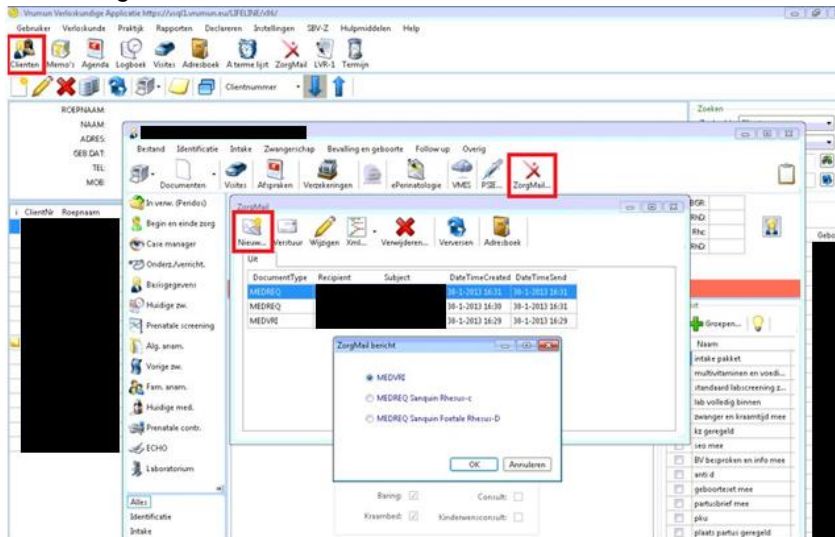 Vrumun Verloskundige Applicatie https://vsql1.vrumun.eu/LIFELINE/v86/
Gebruiker Verloskunde Praktijk Rapporten Declareren Instellingen SBV-Z Hulpmiddelen Help
Clienten Memo's Agenda Logboek Visites Adresboek A terme lijst ZorgMail LVR-1 Termijn
Clientnummer
ROEPNAAM:
NAAM:
ADRES:
GEB DAT:
TEL:
MOB:
Zoeken
Bestand Identificatie Intake Zwangerschap Bevalling en geboorte Follow up Overig
Documenten Visites Afspraken Verzekeringen ePerinatologie VMES PSIE... ZorgMail...
i ClientNr Roepnaam
In verw. (Peridos)
Begin en einde zorg
Case manager
Onderz./verricht.
Basisgegevens
Huidige zw.
Prenatale screening
Alg. anam.
Vorige zw.
Fam. anam.
Huidige med.
Prenatale contr.
ECHO
Laboratorium
Alles
Identificatie
Intake
ZorgMail
Nieuw... Verstuur Wijzigen Xml... Verwijderen... Verversen Adresboek
Uit
DocumentType Recipient Subject DateTimeCreated DateTimeSend
MEDREQ 30-1-2013 16:31 30-1-2013 16:31
MEDREQ 30-1-2013 16:30 30-1-2013 16:31
MEDVRI 30-1-2013 16:29 30-1-2013 16:29
ZorgMail bericht
MEDVRI
MEDREQ Sanquin Rhesus-c
MEDREQ Sanquin Foetale Rhesus-D
OK Annuleren
Baring: Consult:
Kraambed: Kinderwensconsult:
BGR:
RhD:
Rhc:
RhD:
Gebo
Groepen...
Naam
intake pakket
multivitaminen en voedi...
standaard labscreening z...
lab volledig binnen
zwanger en kraamtijd mee
kz geregeld
seo mee
BV besproken en info mee
anti d
geboorteset mee
partusbrief mee
pku
plaats partus geregeld